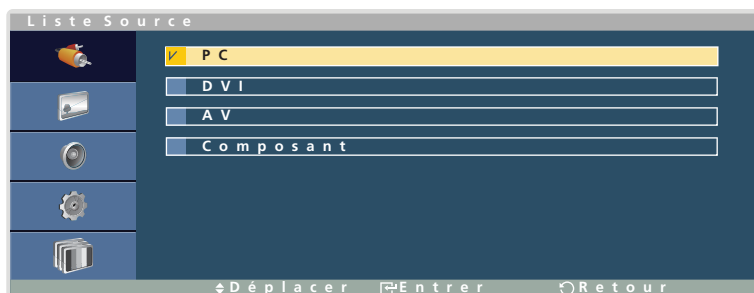 Liste Source
PC
DVI
AV
Composant
Déplacer Entrer Retour